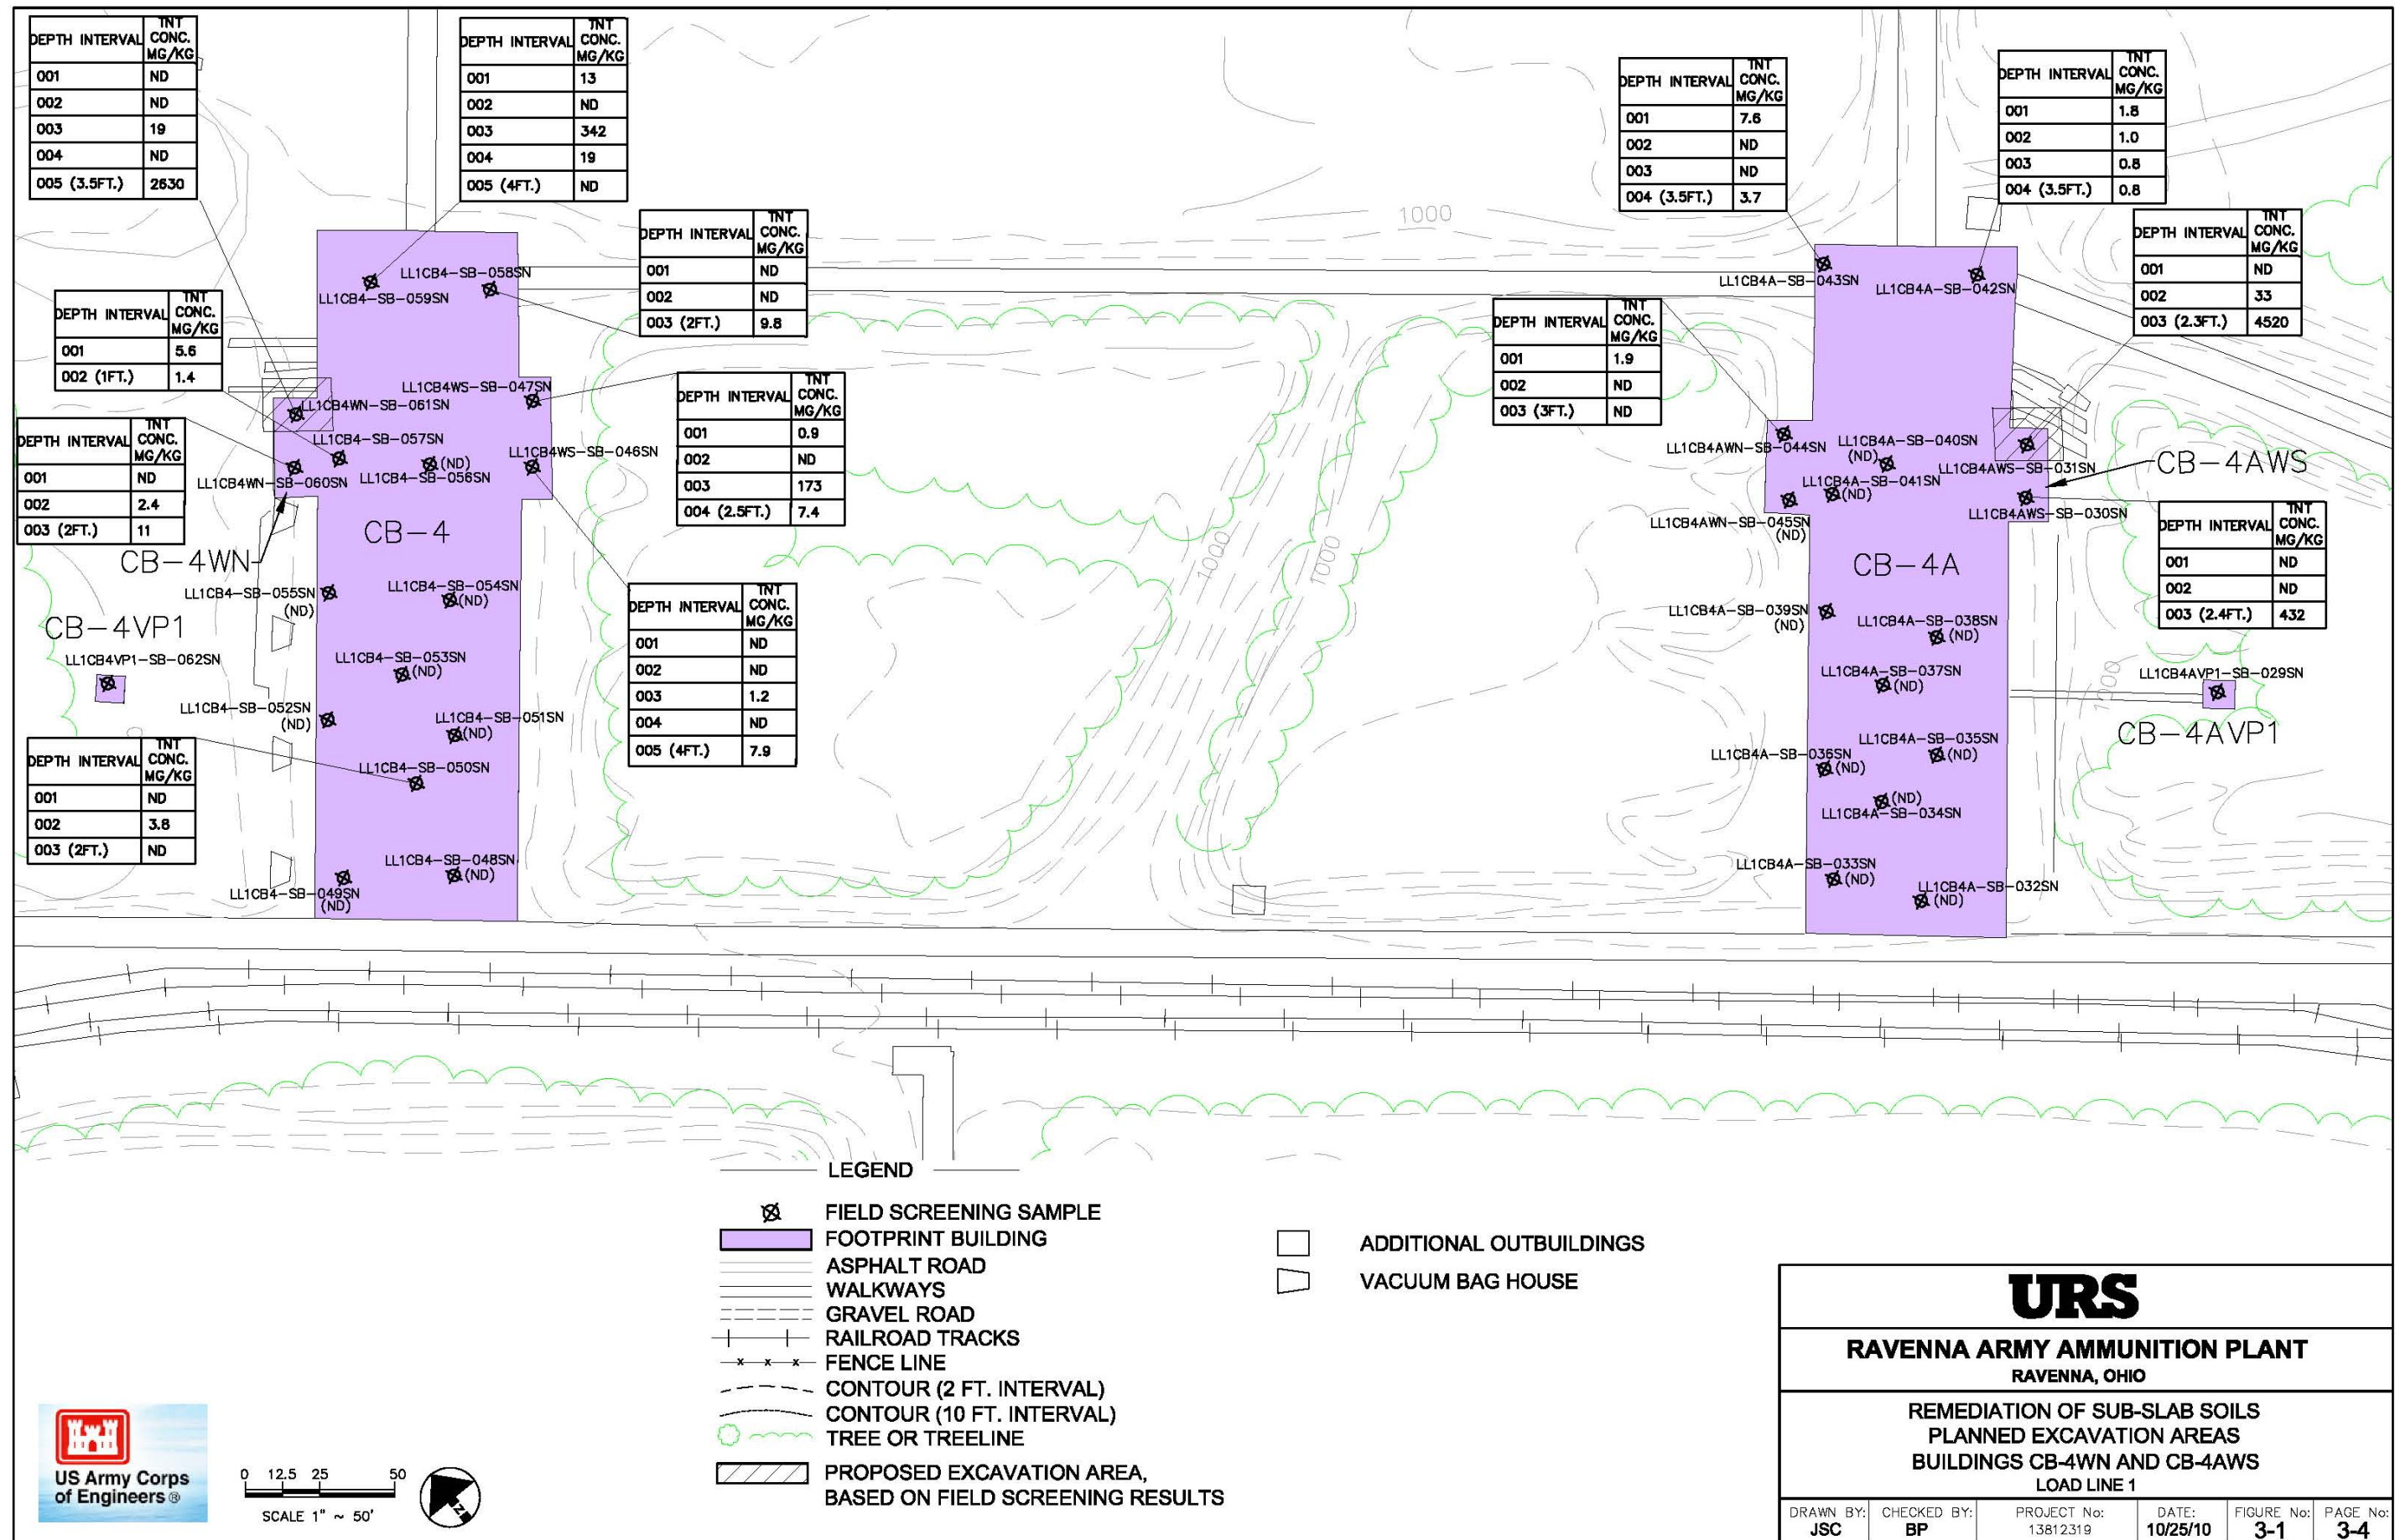 DEPTH INTERVAL TNT CONC. MG/KG
001 ND
002 ND
003 19
004 ND
005 (3.5FT.) 2630
DEPTH INTERVAL TNT CONC. MG/KG
001 13
002 ND
003 342
004 19
005 (4FT.) ND
DEPTH INTERVAL TNT CONC. MG/KG
001 ND
002 ND
003 (2FT.) 9.8
DEPTH INTERVAL TNT CONC. MG/KG
001 7.6
002 ND
003 ND
004 (3.5FT.) 3.7
DEPTH INTERVAL TNT CONC. MG/KG
001 1.8
002 1.0
003 0.8
004 (3.5FT.) 0.8
DEPTH INTERVAL TNT CONC. MG/KG
001 ND
002 33
003 (2.3FT.) 4520
DEPTH INTERVAL TNT CONC. MG/KG
001 5.6
002 (1FT.) 1.4
DEPTH INTERVAL TNT CONC. MG/KG
001 0.9
002 ND
003 173
004 (2.5FT.) 7.4
DEPTH INTERVAL TNT CONC. MG/KG
001 1.9
002 ND
003 (3FT.) ND
DEPTH INTERVAL TNT CONC. MG/KG
001 ND
002 2.4
003 (2FT.) 11
DEPTH INTERVAL TNT CONC. MG/KG
001 ND
002 ND
003 1.2
004 ND
005 (4FT.) 7.9
DEPTH INTERVAL TNT CONC. MG/KG
001 ND
002 ND
003 (2.4FT.) 432
DEPTH INTERVAL TNT CONC. MG/KG
001 ND
002 3.8
003 (2FT.) ND
LL1CB4-SB-058SN
LL1CB4-SB-059SN
LL1CB4WS-SB-047SN
LL1CB4WN-SB-061SN
LL1CB4-SB-057SN
(ND)
LL1CB4WS-SB-046SN
LL1CB4WN-SB-060SN
LL1CB4-SB-056SN
CB-4
CB-4WN
LL1CB4-SB-055SN
(ND)
LL1CB4-SB-054SN
(ND)
CB-4VP1
LL1CB4VP1-SB-062SN
LL1CB4-SB-053SN
(ND)
LL1CB4-SB-052SN
(ND)
LL1CB4-SB-051SN
(ND)
LL1CB4-SB-050SN
LL1CB4-SB-048SN
(ND)
LL1CB4-SB-049SN
(ND)
1000
1000
1000
1000
LL1CB4A-SB-043SN
LL1CB4A-SB-042SN
LL1CB4AWN-SB-044SN
LL1CB4A-SB-040SN
(ND)
LL1CB4AWS-SB-031SN
CB-4AWS
LL1CB4A-SB-041SN
(ND)
LL1CB4AWN-SB-045SN
(ND)
LL1CB4AWS-SB-030SN
CB-4A
LL1CB4A-SB-039SN
(ND)
LL1CB4A-SB-038SN
(ND)
LL1CB4A-SB-037SN
(ND)
LL1CB4AVP1-SB-029SN
CB-4AVP1
LL1CB4A-SB-036SN
(ND)
LL1CB4A-SB-035SN
(ND)
(ND)
LL1CB4A-SB-034SN
LL1CB4A-SB-033SN
(ND)
LL1CB4A-SB-032SN
(ND)
LEGEND
FIELD SCREENING SAMPLE
FOOTPRINT BUILDING
ASPHALT ROAD
WALKWAYS
GRAVEL ROAD
RAILROAD TRACKS
FENCE LINE
CONTOUR (2 FT. INTERVAL)
CONTOUR (10 FT. INTERVAL)
TREE OR TREELINE
PROPOSED EXCAVATION AREA,
BASED ON FIELD SCREENING RESULTS
ADDITIONAL OUTBUILDINGS
VACUUM BAG HOUSE
US Army Corps
of Engineers ®
0 12.5 25 50
SCALE 1" ~ 50'
N
URS
RAVENNA ARMY AMMUNITION PLANT
RAVENNA, OHIO
REMEDIATION OF SUB-SLAB SOILS
PLANNED EXCAVATION AREAS
BUILDINGS CB-4WN AND CB-4AWS
LOAD LINE 1
DRAWN BY: JSC
CHECKED BY: BP
PROJECT No: 13812319
DATE: 10/25/10
FIGURE No: 3-1
PAGE No: 3-4